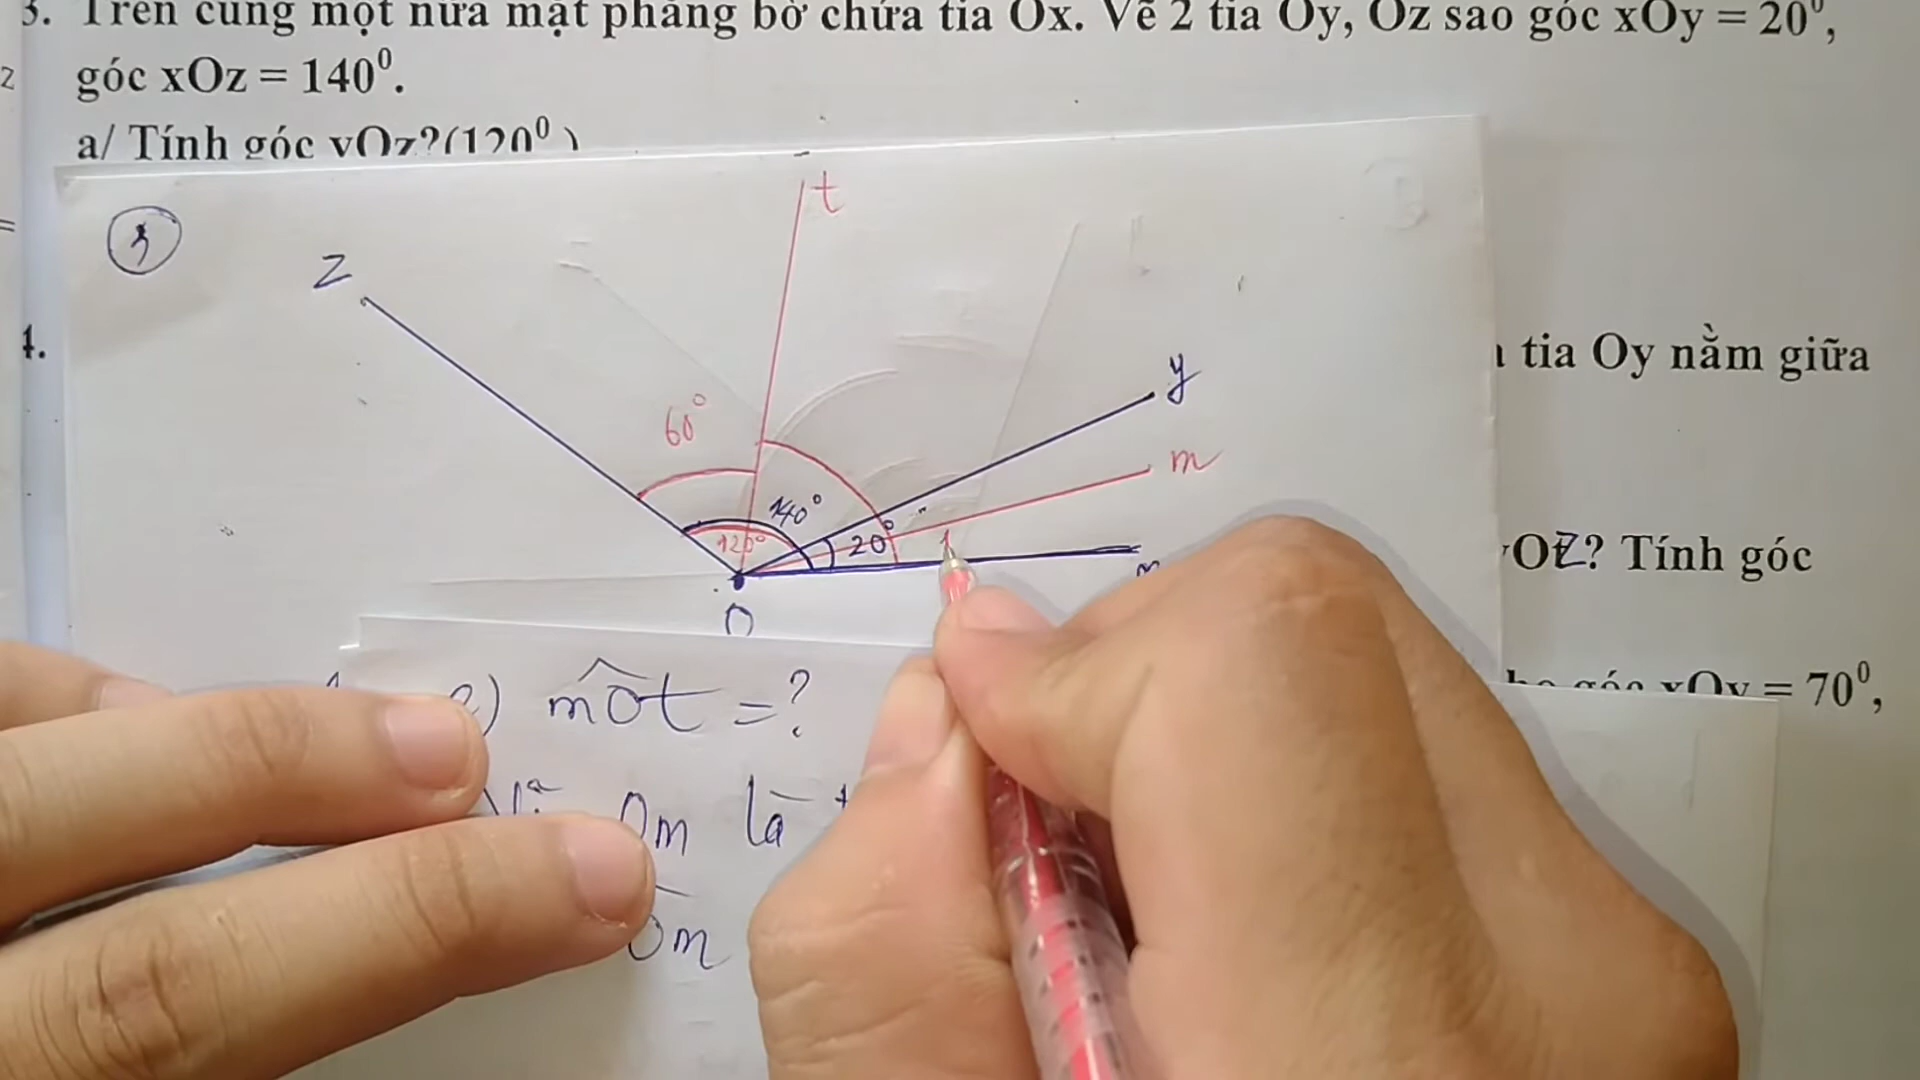 3. Trên cùng một nửa mặt phẳng bờ chứa tia Ox. Vẽ 2 tia Oy, Oz sao góc xOy = 20⁰,
góc xOz = 140⁰.
a/ Tính góc yOz?(120⁰)
3
t
z
4.
tia Oy nằm giữa
y
60°
m
140°
120°
20°
yOZ? Tính góc
O
góc xOy = 70⁰,
mOt = ?
Om là
Om